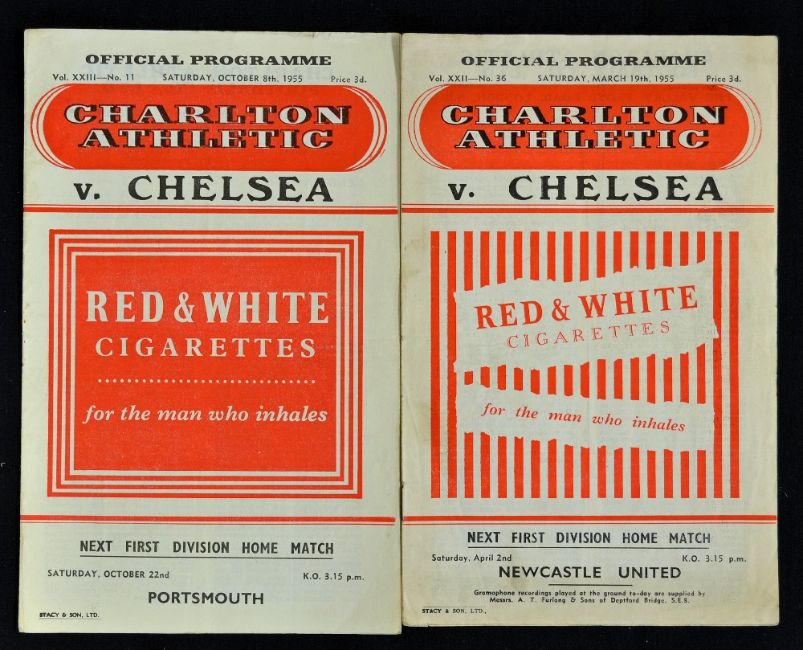 OFFICIAL PROGRAMME
Vol. XXIII—No. 11 SATURDAY, OCTOBER 8th, 1955 Price 3d.
CHARLTON
ATHLETIC
v. CHELSEA
RED & WHITE
CIGARETTES
for the man who inhales
NEXT FIRST DIVISION HOME MATCH
SATURDAY, OCTOBER 22nd K.O. 3.15 p.m.
PORTSMOUTH
STACY & SON, LTD.
OFFICIAL PROGRAMME
Vol. XXII—No. 36 SATURDAY, MARCH 19th, 1955 Price 3d.
CHARLTON
ATHLETIC
v. CHELSEA
RED & WHITE
CIGARETTES
for the man who inhales
NEXT FIRST DIVISION HOME MATCH
Saturday, April 2nd K.O. 3.15 p.m.
NEWCASTLE UNITED
Gramophone recordings played at the ground to-day are supplied by
Messrs. A. T. Furlong & Sons of Deptford Bridge, S.E.8.
STACY & SON, LTD.,